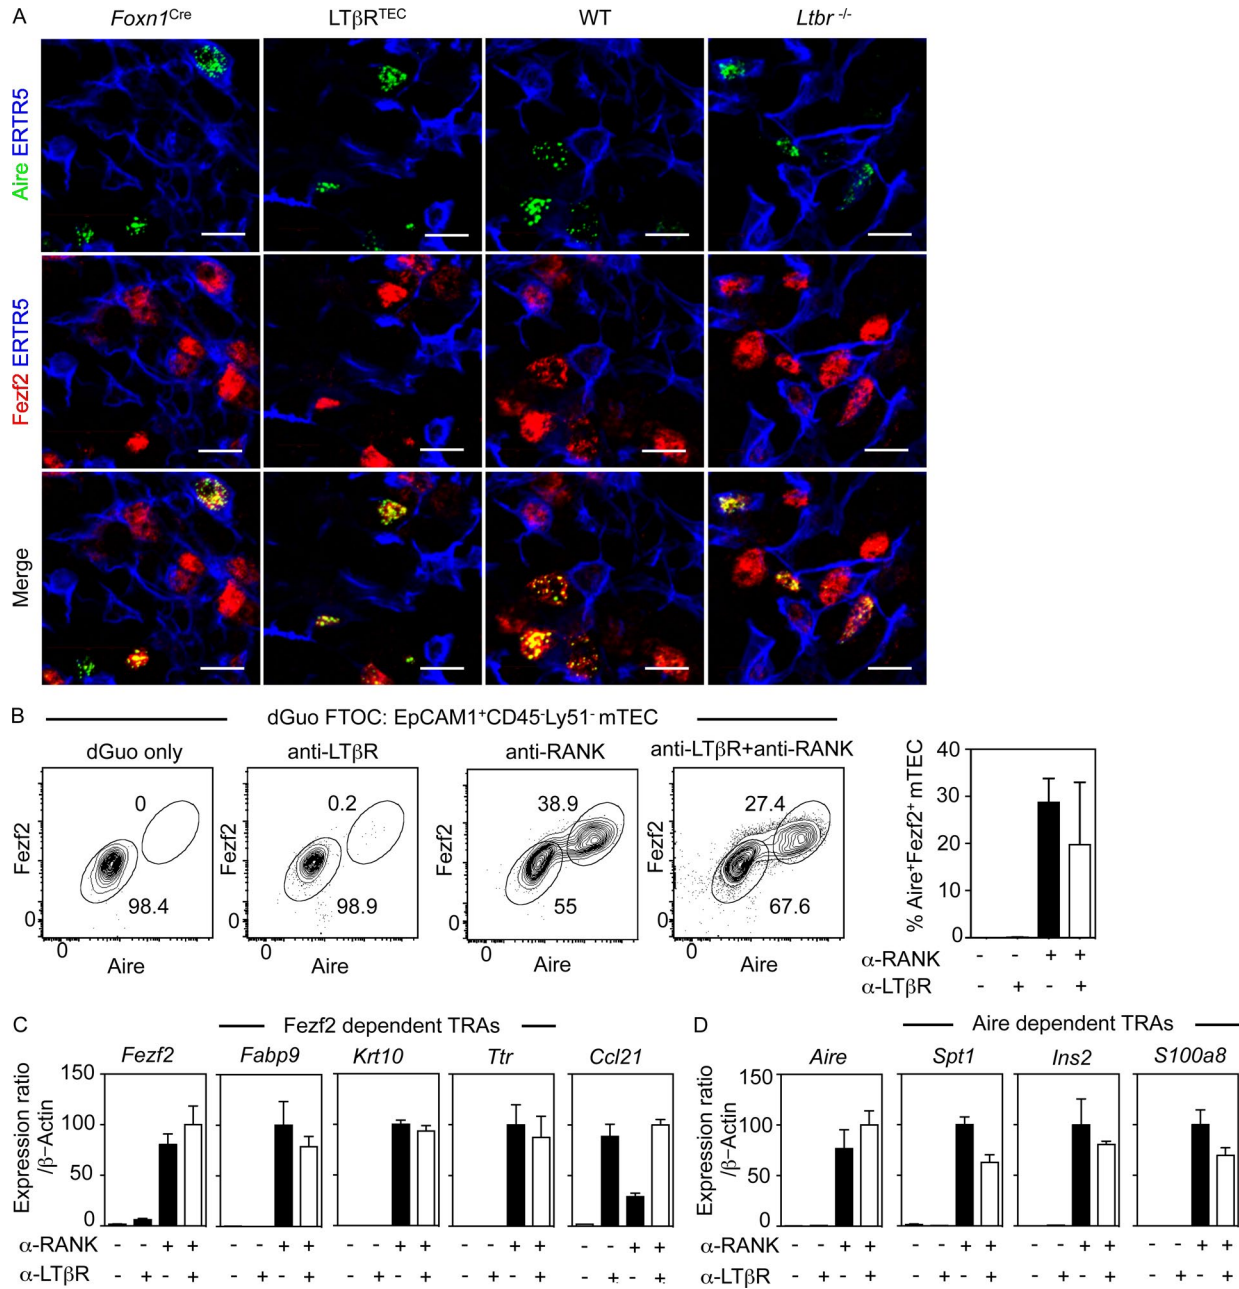 A
Foxn1Cre
LTβRTEC
WT
Ltbr -/-
Aire ERTR5
Fezf2 ERTR5
Merge
B
dGuo FTOC: EpCAM1+CD45-Ly51- mTEC
dGuo only
anti-LTβR
anti-RANK
anti-LTβR+anti-RANK
0
0.2
38.9
27.4
98.4
98.9
55
67.6
Fezf2
Fezf2
Fezf2
Fezf2
0
0
0
0
0
0
0
0
Aire
Aire
Aire
Aire
% Aire+Fezf2+ mTEC
40
30
20
10
0
α-RANK - - + +
α-LTβR - + - +
C
Fezf2 dependent TRAs
Fezf2
Fabp9
Krt10
Ttr
Ccl21
Expression ratio
/β-Actin
150
100
50
0
α-RANK - - + + - - + + - - + + - - + + - - + +
α-LTβR - + - + - + - + - + - + - + - + - + - +
D
Aire dependent TRAs
Aire
Spt1
Ins2
S100a8
Expression ratio
/β-Actin
150
100
50
0
α-RANK - - + + - - + + - - + + - - + +
α-LTβR - + - + - + - + - + - + - + - +